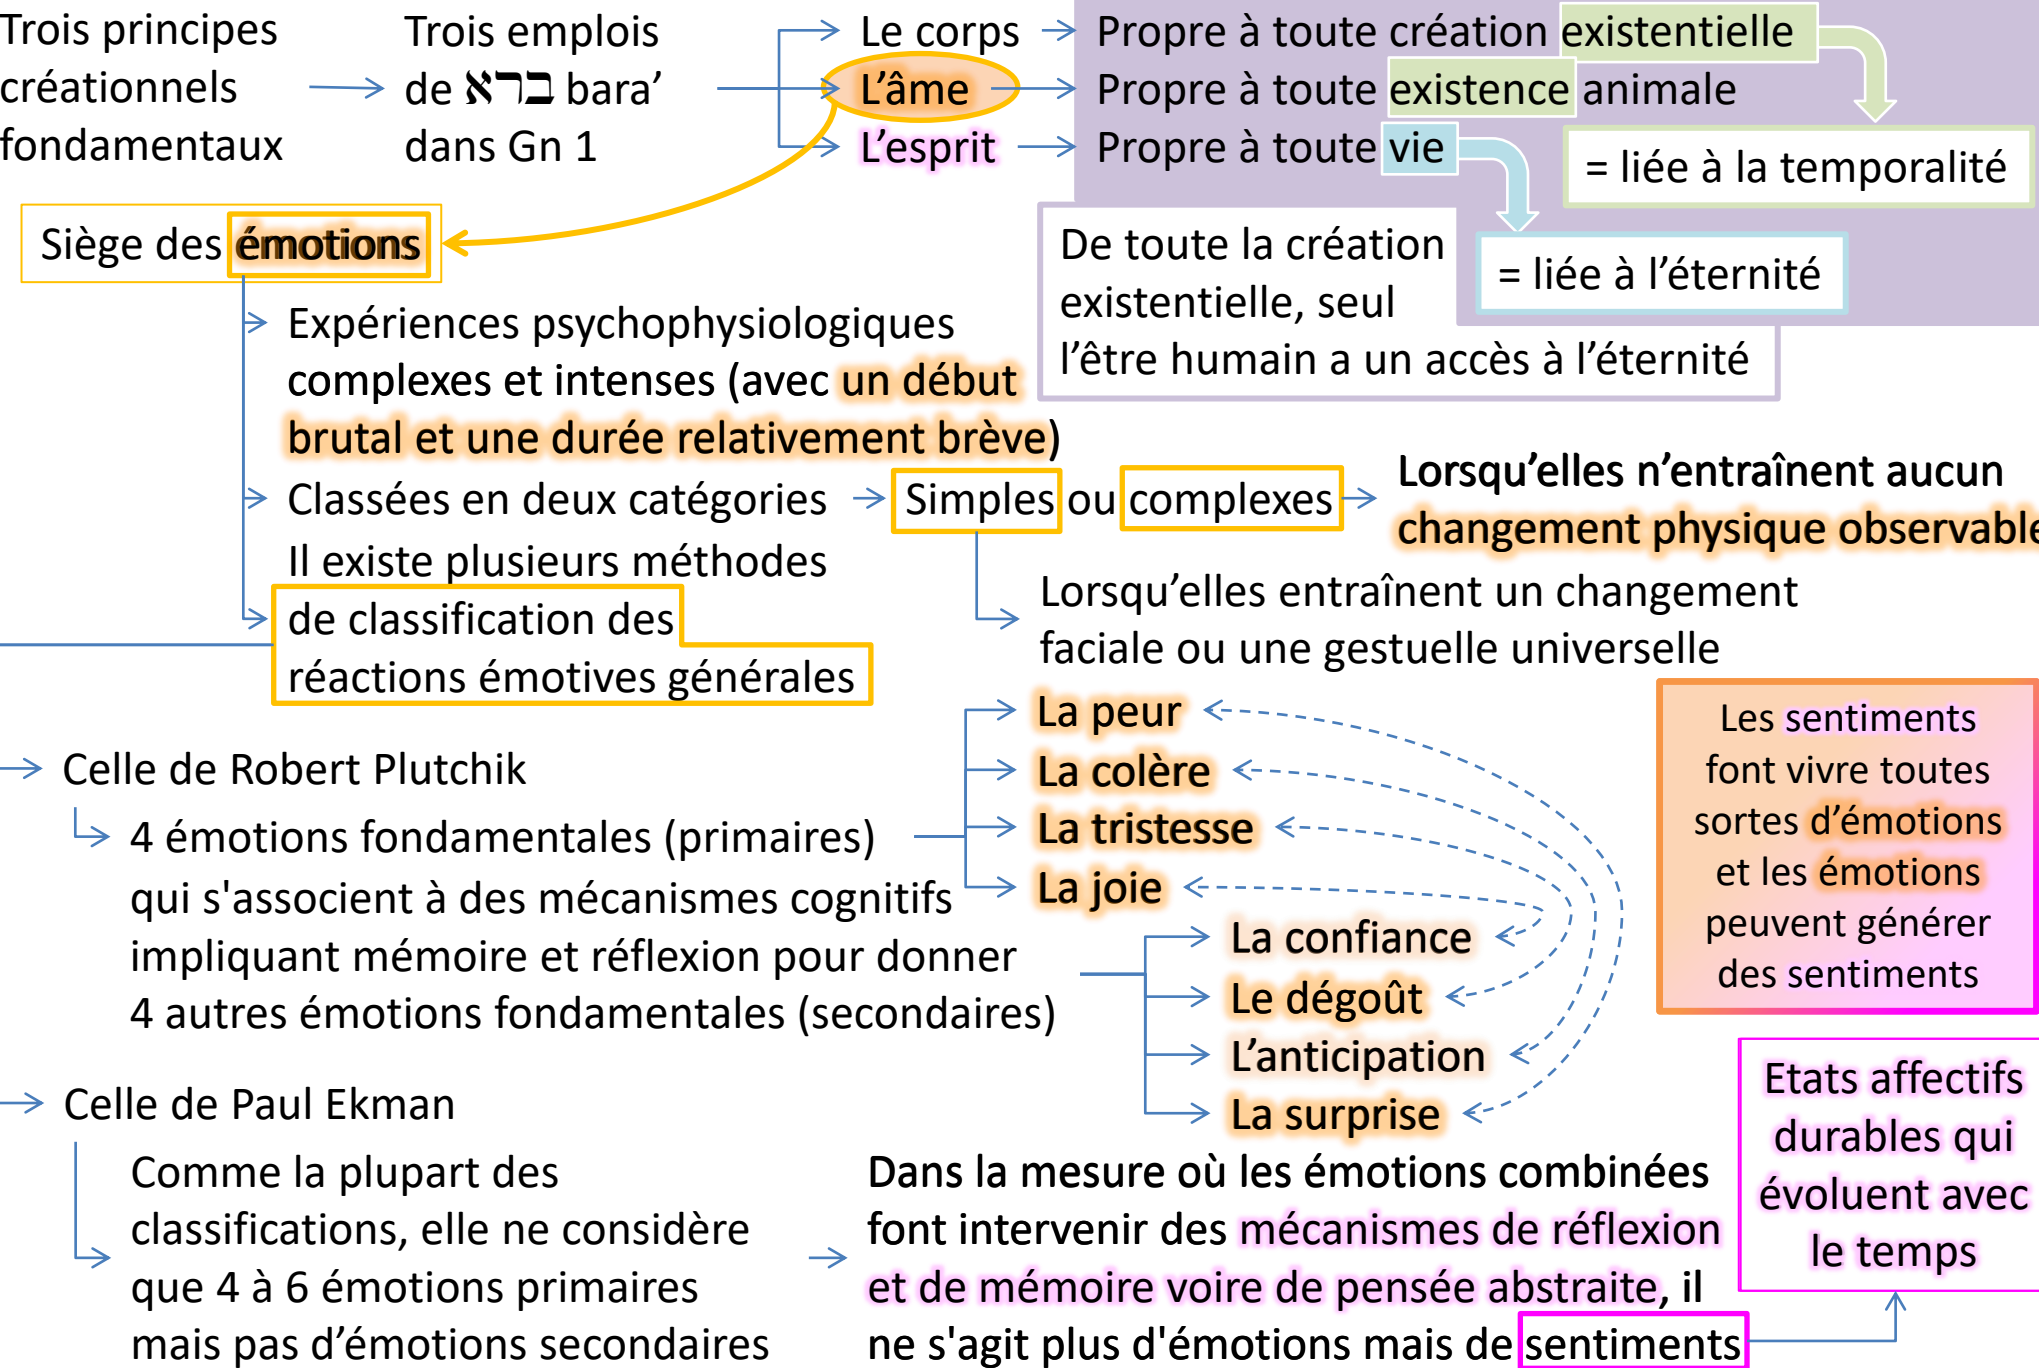 Trois principes
créationnels
fondamentaux
Trois emplois
de ברא bara’
dans Gn 1
Le corps
L’âme
L’esprit
Propre à toute création existentielle
Propre à toute existence animale
Propre à toute vie
= liée à la temporalité
= liée à l’éternité
De toute la création
existentielle, seul
l’être humain a un accès à l’éternité
Siège des émotions
Expériences psychophysiologiques
complexes et intenses (avec un début
brutal et une durée relativement brève)
Classées en deux catégories
Simples ou complexes
Lorsqu’elles n’entraînent aucun
changement physique observable
Lorsqu’elles entraînent un changement
faciale ou une gestuelle universelle
Il existe plusieurs méthodes
de classification des
réactions émotives générales
Celle de Robert Plutchik
4 émotions fondamentales (primaires)
qui s'associent à des mécanismes cognitifs
impliquant mémoire et réflexion pour donner
4 autres émotions fondamentales (secondaires)
La peur
La colère
La tristesse
La joie
La confiance
Le dégoût
L’anticipation
La surprise
Les sentiments
font vivre toutes
sortes d’émotions
et les émotions
peuvent générer
des sentiments
Celle de Paul Ekman
Comme la plupart des
classifications, elle ne considère
que 4 à 6 émotions primaires
mais pas d’émotions secondaires
Dans la mesure où les émotions combinées
font intervenir des mécanismes de réflexion
et de mémoire voire de pensée abstraite, il
ne s'agit plus d'émotions mais de sentiments
Etats affectifs
durables qui
évoluent avec
le temps